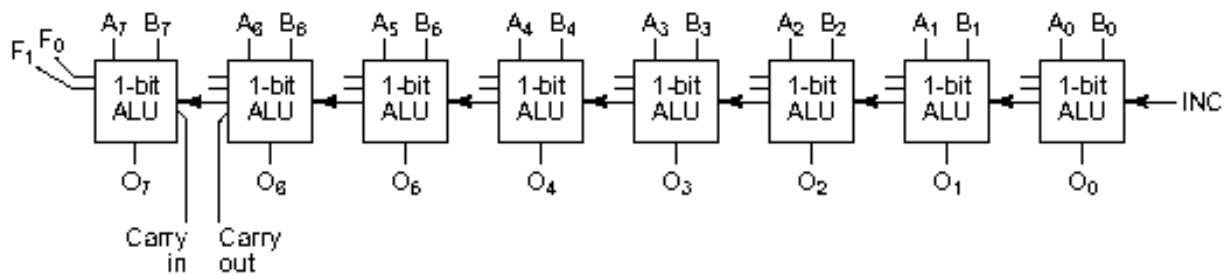 F₁ F₀ A₇ B₇ A₆ B₆ A₅ B₆ A₄ B₄ A₃ B₃ A₂ B₂ A₁ B₁ A₀ B₀
1-bit 1-bit 1-bit 1-bit 1-bit 1-bit 1-bit 1-bit
ALU ALU ALU ALU ALU ALU ALU ALU INC
O₇ O₆ O₆ O₄ O₃ O₂ O₁ O₀
Carry in
Carry out